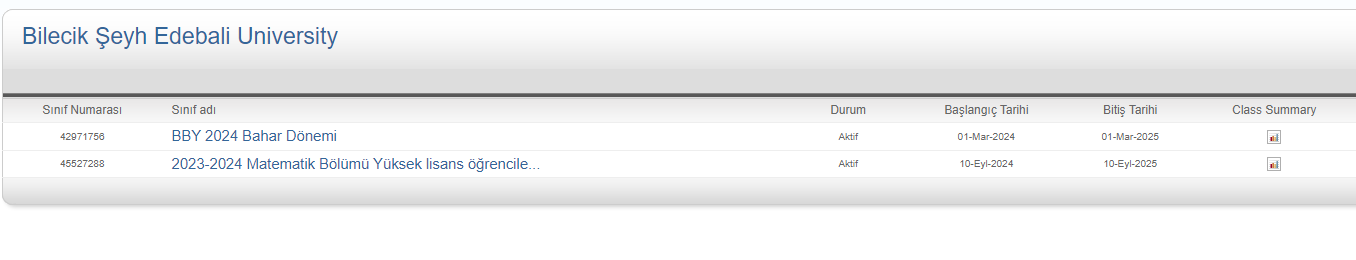 Bilecik Şeyh Edebali University
Sınıf Numarası Sınıf adı Durum Başlangıç Tarihi Bitiş Tarihi Class Summary
42971756 BBY 2024 Bahar Dönemi Aktif 01-Mar-2024 01-Mar-2025
45527288 2023-2024 Matematik Bölümü Yüksek lisans öğrencile... Aktif 10-Eyl-2024 10-Eyl-2025